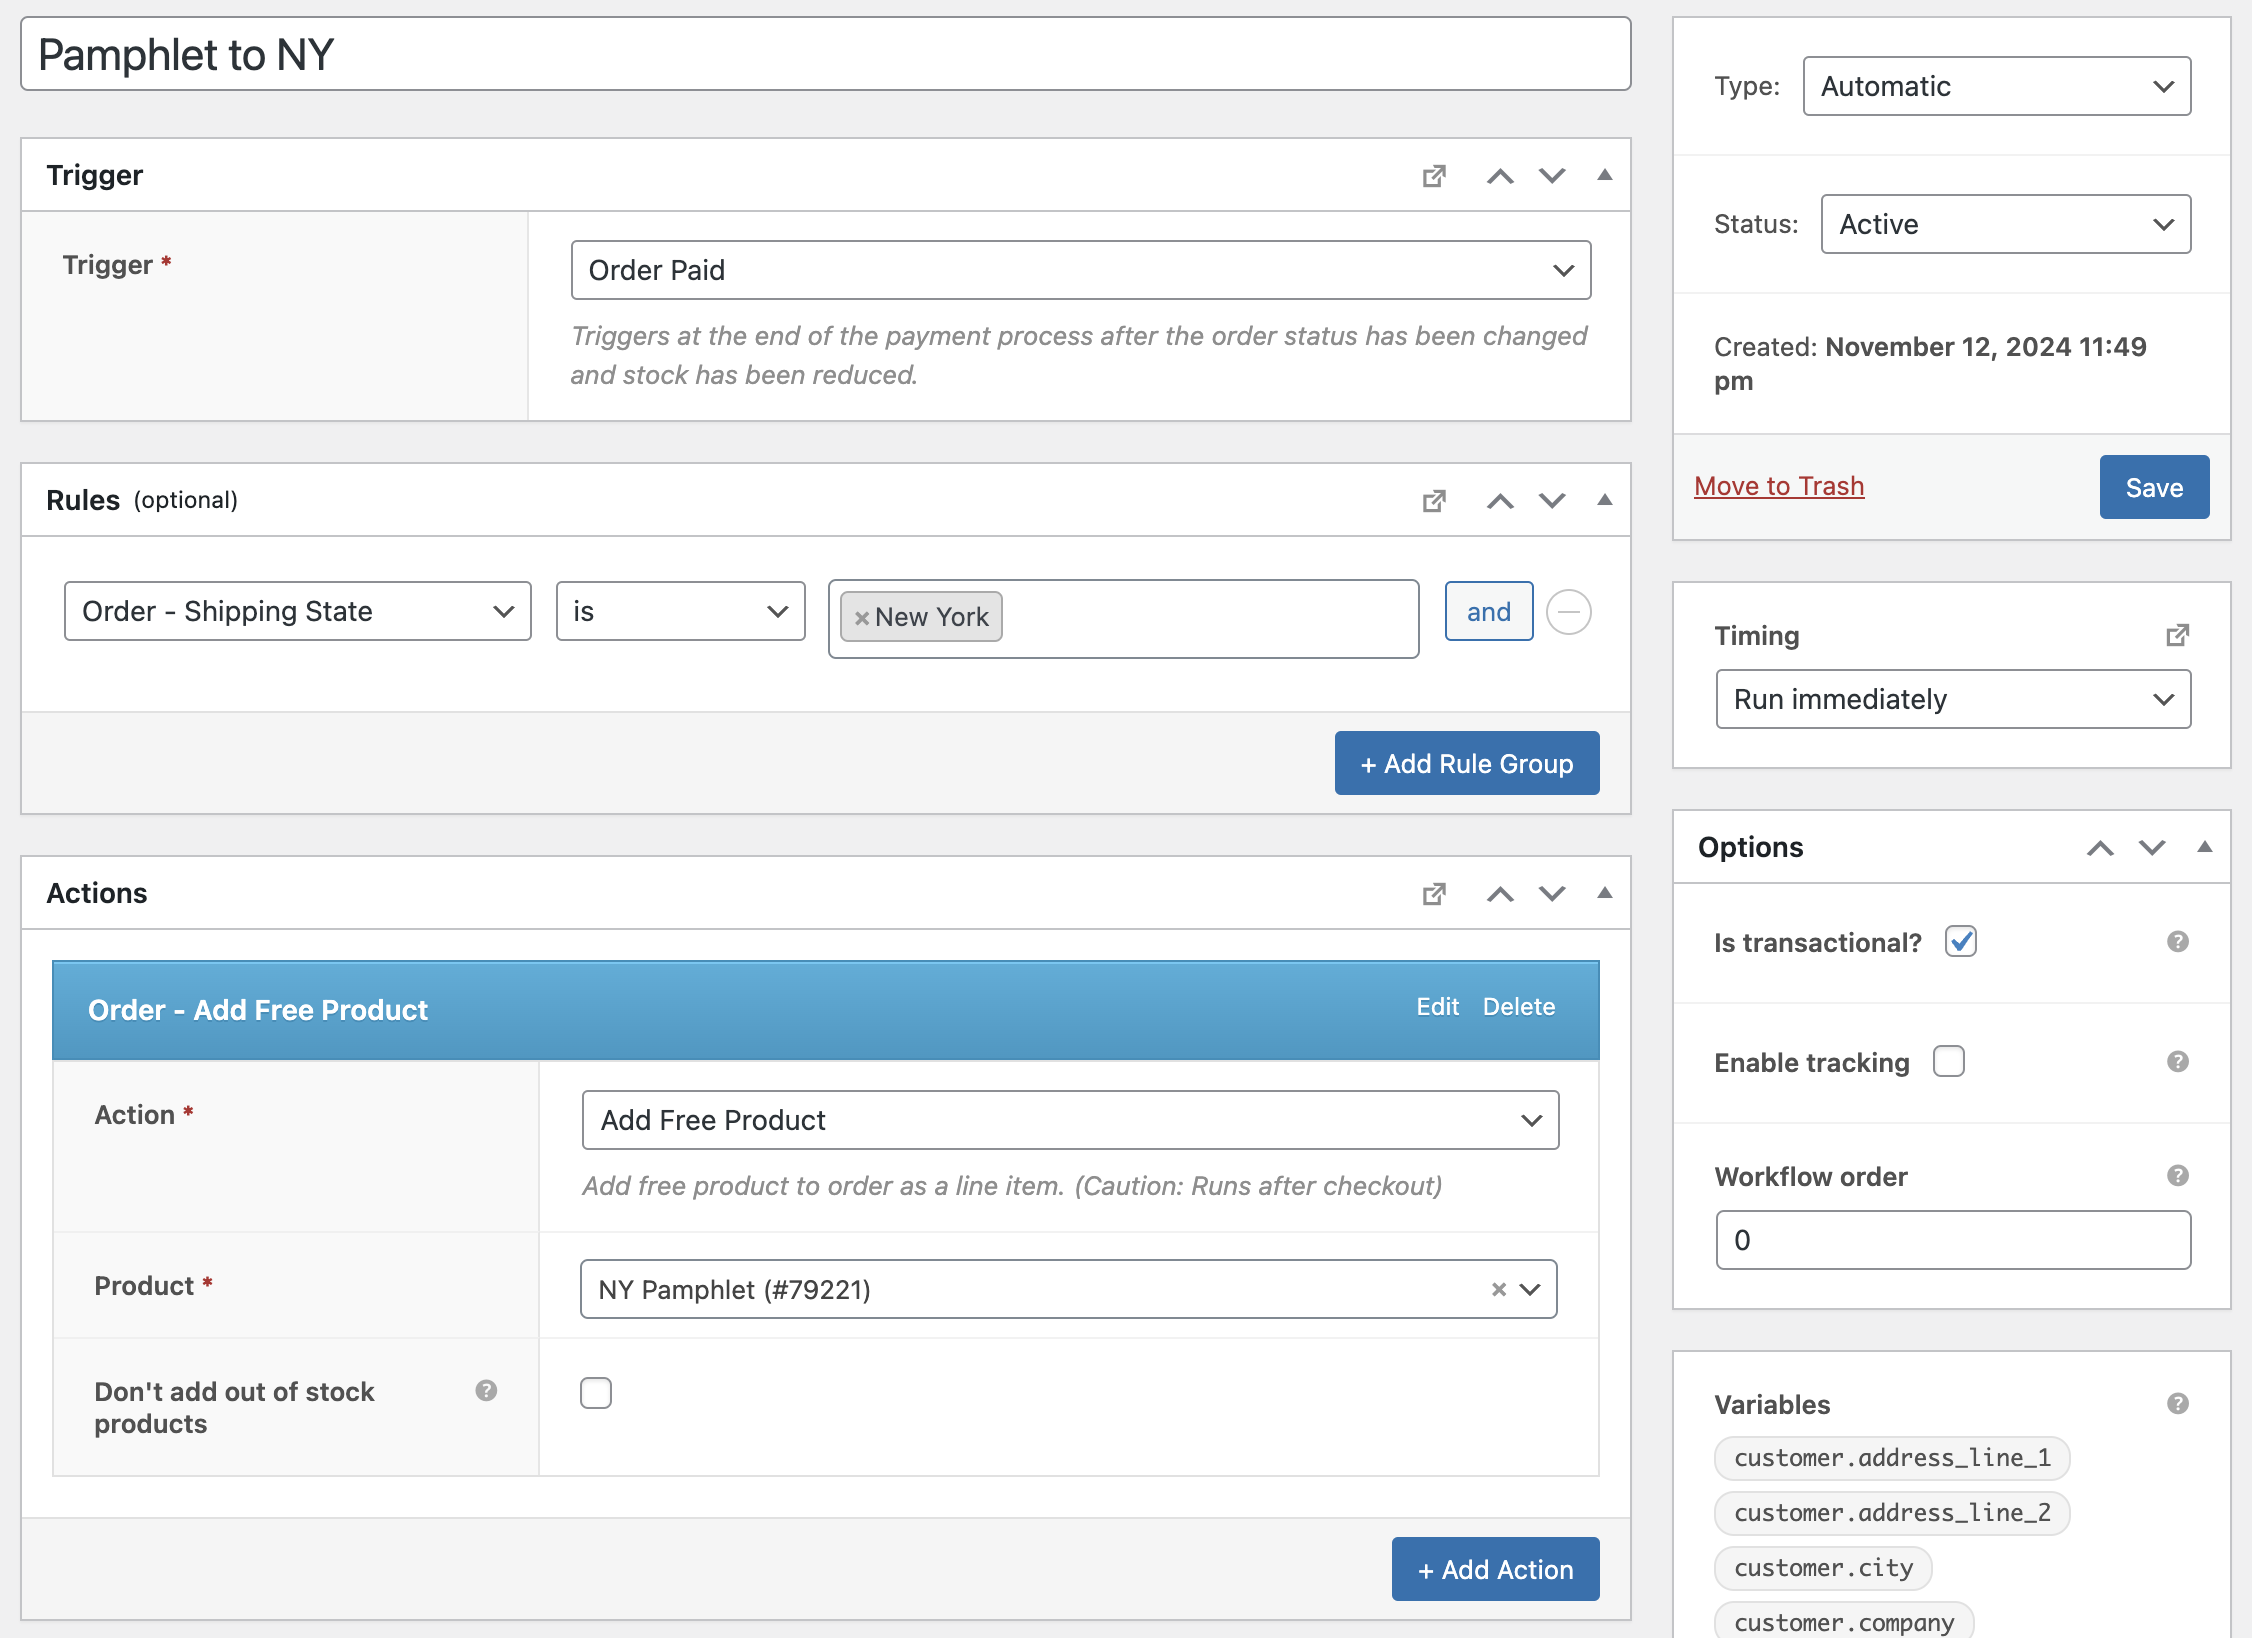 Pamphlet to NY
Trigger
Trigger *
Order Paid
Triggers at the end of the payment process after the order status has been changed
and stock has been reduced.
Rules (optional)
Order - Shipping State
is
×New York
and
+ Add Rule Group
Actions
Order - Add Free Product
Edit Delete
Action *
Add Free Product
Add free product to order as a line item. (Caution: Runs after checkout)
Product *
NY Pamphlet (#79221)
×
Don't add out of stock
products
?
+ Add Action
Type: Automatic
Status: Active
Created: November 12, 2024 11:49
pm
Move to Trash
Save
Timing
Run immediately
Options
Is transactional?
?
Enable tracking
?
Workflow order
?
0
Variables
?
customer.address_line_1
customer.address_line_2
customer.city
customer.company